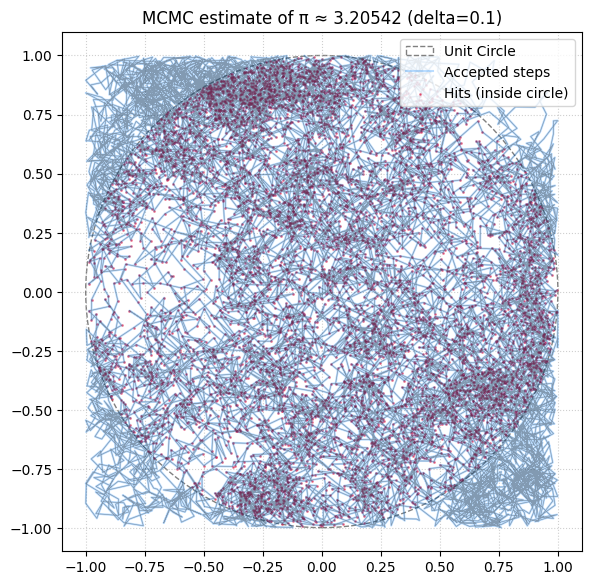 MCMC estimate of π ≈ 3.20542 (delta=0.1)
Unit Circle
Accepted steps
Hits (inside circle)
1.00
0.75
0.50
0.25
0.00
−0.25
−0.50
−0.75
−1.00
−1.00 −0.75 −0.50 −0.25 0.00 0.25 0.50 0.75 1.00